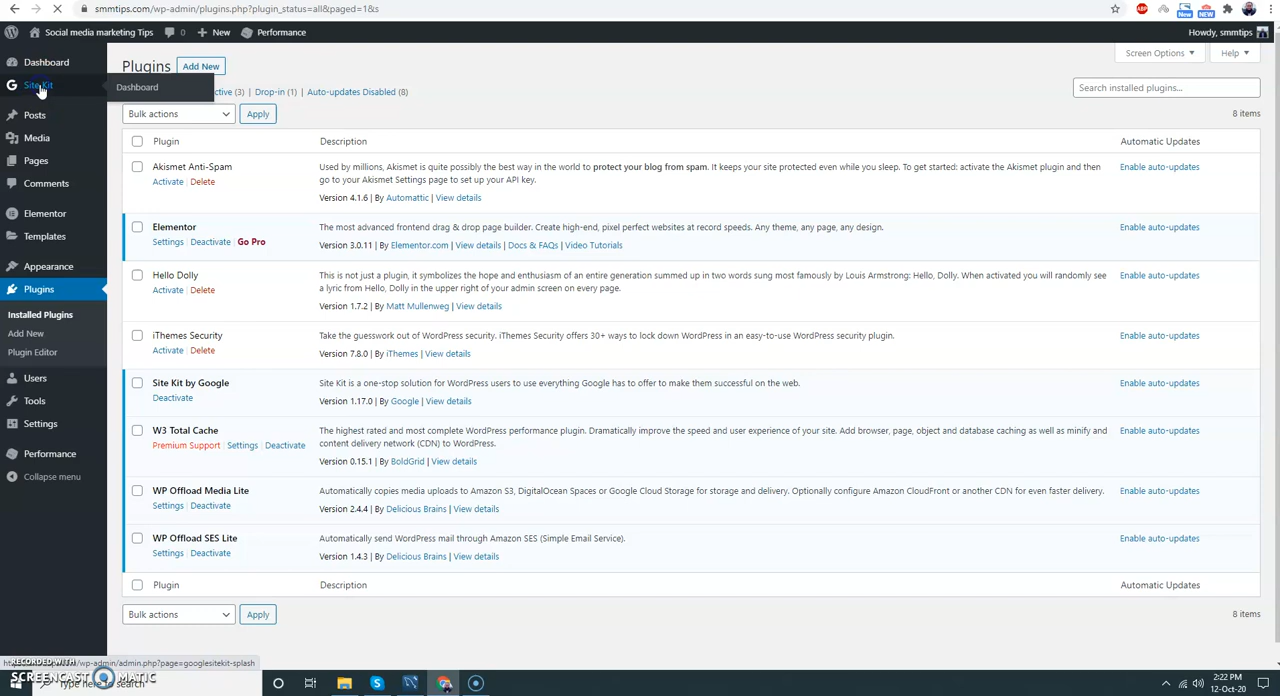 smmtips.com/wp-admin/plugins.php?plugin_status=all&paged=1&s
ABP
New
NEW
Social media marketing Tips
0
New
Performance
Howdy, smmtips
Dashboard
Site Kit
Dashboard
Posts
Media
Pages
Comments
Elementor
Templates
Appearance
Plugins
Installed Plugins
Add New
Plugin Editor
Users
Tools
Settings
Performance
Collapse menu
Screen Options
Help
Plugins
Add New
ctive (3) | Drop-in (1) | Auto-updates Disabled (8)
Search installed plugins...
Bulk actions
Apply
8 items
Plugin
Description
Automatic Updates
Akismet Anti-Spam
Activate | Delete
Used by millions, Akismet is quite possibly the best way in the world to protect your blog from spam. It keeps your site protected even while you sleep. To get started: activate the Akismet plugin and then
go to your Akismet Settings page to set up your API key.
Version 4.1.6 | By Automattic | View details
Enable auto-updates
Elementor
Settings | Deactivate | Go Pro
The most advanced frontend drag & drop page builder. Create high-end, pixel perfect websites at record speeds. Any theme, any page, any design.
Version 3.0.11 | By Elementor.com | View details | Docs & FAQs | Video Tutorials
Enable auto-updates
Hello Dolly
Activate | Delete
This is not just a plugin, it symbolizes the hope and enthusiasm of an entire generation summed up in two words sung most famously by Louis Armstrong: Hello, Dolly. When activated you will randomly see
a lyric from Hello, Dolly in the upper right of your admin screen on every page.
Version 1.7.2 | By Matt Mullenweg | View details
Enable auto-updates
iThemes Security
Activate | Delete
Take the guesswork out of WordPress security. iThemes Security offers 30+ ways to lock down WordPress in an easy-to-use WordPress security plugin.
Version 7.8.0 | By iThemes | View details
Enable auto-updates
Site Kit by Google
Deactivate
Site Kit is a one-stop solution for WordPress users to use everything Google has to offer to make them successful on the web.
Version 1.17.0 | By Google | View details
Enable auto-updates
W3 Total Cache
Premium Support | Settings | Deactivate
The highest rated and most complete WordPress performance plugin. Dramatically improve the speed and user experience of your site. Add browser, page, object and database caching as well as minify and
content delivery network (CDN) to WordPress.
Version 0.15.1 | By BoldGrid | View details
Enable auto-updates
WP Offload Media Lite
Settings | Deactivate
Automatically copies media uploads to Amazon S3, DigitalOcean Spaces or Google Cloud Storage for storage and delivery. Optionally configure Amazon CloudFront or another CDN for even faster delivery.
Version 2.4.4 | By Delicious Brains | View details
Enable auto-updates
WP Offload SES Lite
Settings | Deactivate
Automatically send WordPress mail through Amazon SES (Simple Email Service).
Version 1.4.3 | By Delicious Brains | View details
Enable auto-updates
Plugin
Description
Automatic Updates
Bulk actions
Apply
8 items
wp-admin/admin.php?page=googlesitekit-splash
RECORDED WITH
SCREENCAST MATIC
Type here to search
2:22 PM
12-Oct-20